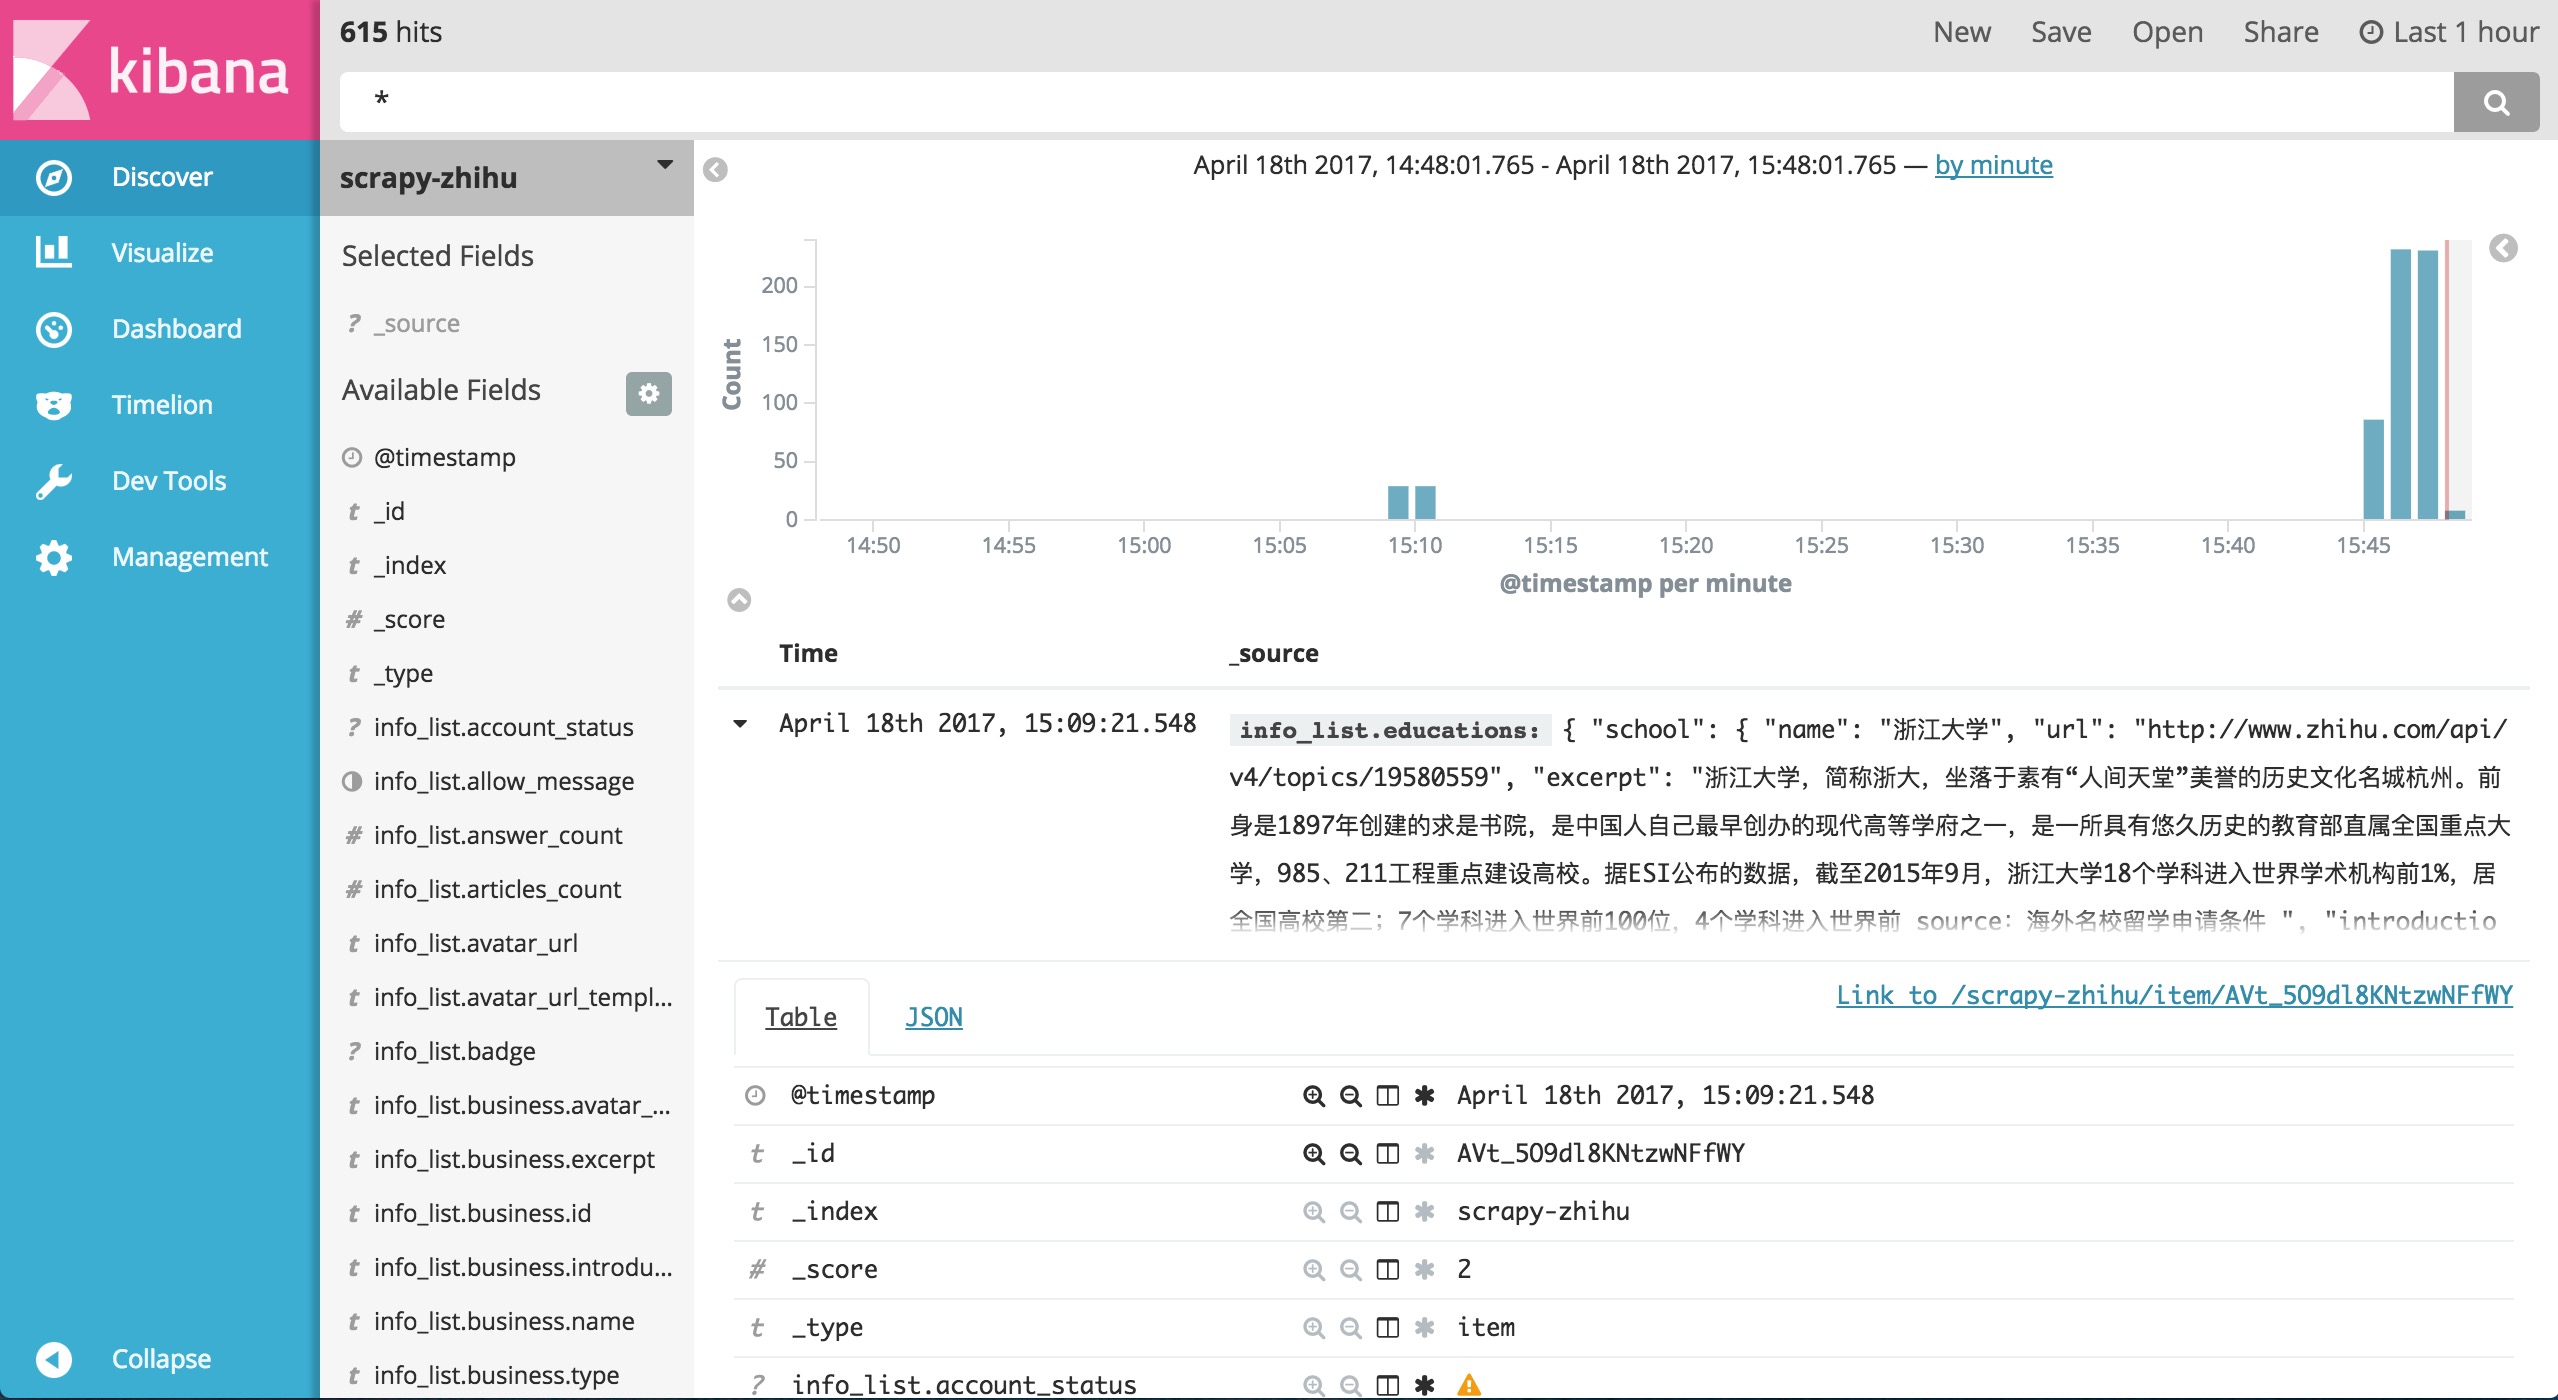 kibana
615 hits
New Save Open Share Last 1 hour
*
Discover
Visualize
Dashboard
Timelion
Dev Tools
Management
Collapse
scrapy-zhihu
Selected Fields
? _source
Available Fields
@timestamp
t _id
t _index
# _score
t _type
? info_list.account_status
info_list.allow_message
# info_list.answer_count
# info_list.articles_count
t info_list.avatar_url
t info_list.avatar_url_templ...
? info_list.badge
t info_list.business.avatar_...
t info_list.business.excerpt
t info_list.business.id
t info_list.business.introdu...
t info_list.business.name
t info_list.business.type
April 18th 2017, 14:48:01.765 - April 18th 2017, 15:48:01.765 — by minute
Count
200
150
100
50
0
14:50 14:55 15:00 15:05 15:10 15:15 15:20 15:25 15:30 15:35 15:40 15:45
@timestamp per minute
Time _source
April 18th 2017, 15:09:21.548
info_list.educations: { "school": { "name": "浙江大学", "url": "http://www.zhihu.com/api/
v4/topics/19580559", "excerpt": "浙江大学，简称浙大，坐落于素有“人间天堂”美誉的历史文化名城杭州。前
身是1897年创建的求是书院，是中国人自己最早创办的现代高等学府之一，是一所具有悠久历史的教育部直属全国重点大
学，985、211工程重点建设高校。据ESI公布的数据，截至2015年9月，浙江大学18个学科进入世界学术机构前1%，居
全国高校第二；7个学科进入世界前100位，4个学科进入世界前 source：海外名校留学申请条件 ", "introductio
Table JSON
Link to /scrapy-zhihu/item/AVt_5O9dl8KNtzwNFfWY
@timestamp April 18th 2017, 15:09:21.548
t _id AVt_5O9dl8KNtzwNFfWY
t _index scrapy-zhihu
# _score 2
t _type item
? info_list.account_status